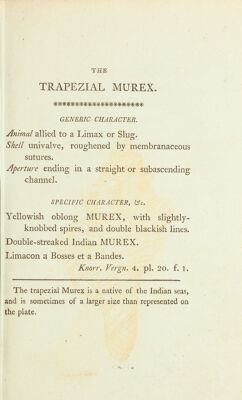 THE
TRAPEZIAL MUREX.
GENERIC CHARACTER.
Animal allied to a Limax or Slug.
Shell univalve, roughened by membranaceous
sutures.
Aperture ending in a straight or subascending
channel.
SPECIFIC CHARACTER, &c.
Yellowish oblong MUREX, with slightly-
knobbed spires, and double blackish lines.
Double-streaked Indian MUREX.
Limacon a Bosses et a Bandes.
Knorr. Vergn. 4. pl. 20. f. 1.
The trapezial Murex is a native of the Indian seas,
and is sometimes of a larger size than represented on
the plate.